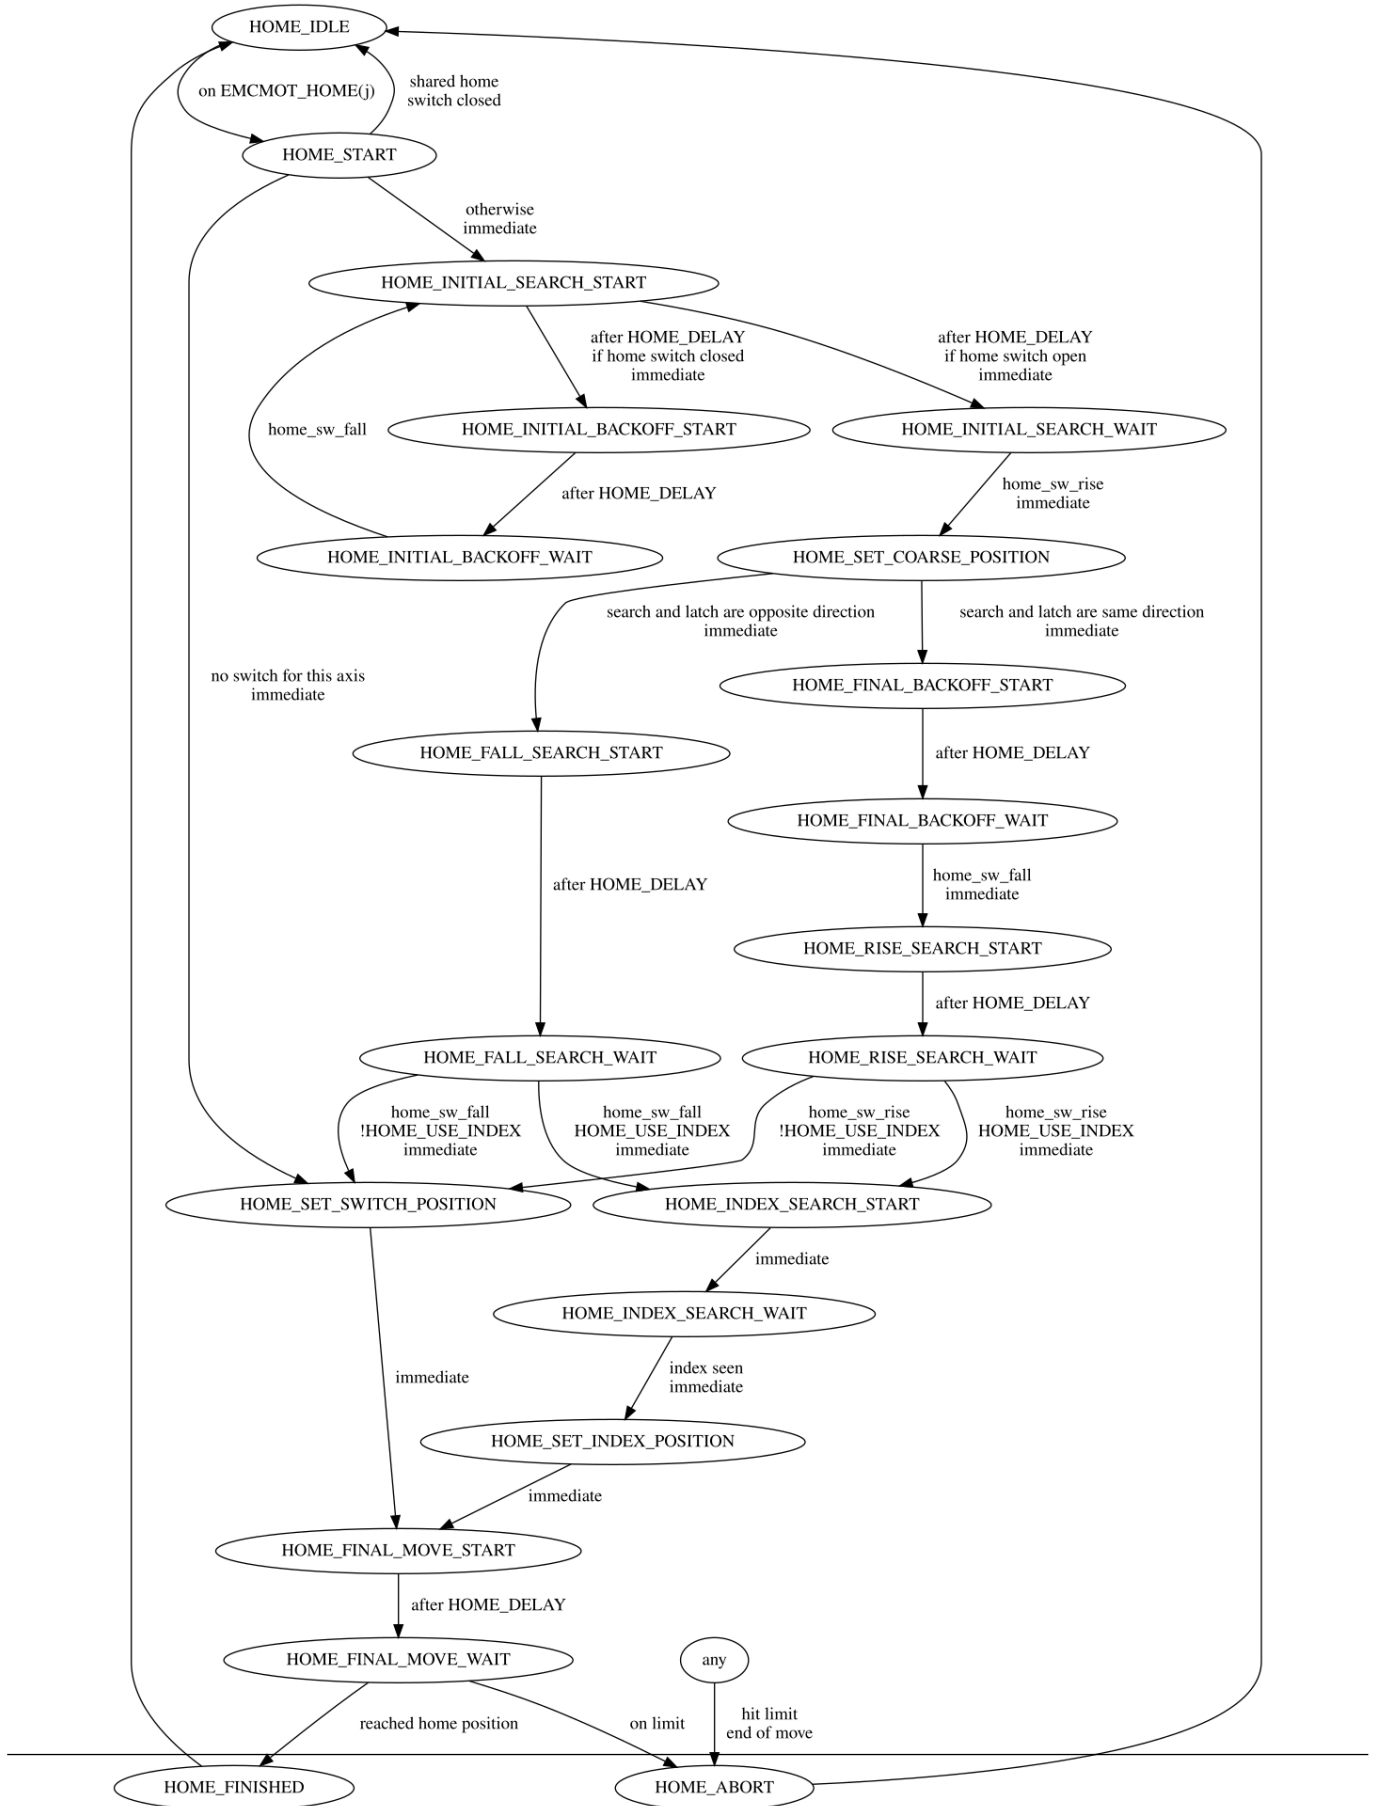 HOME_IDLE
on EMCMOT_HOME(j)
shared home
switch closed
HOME_START
otherwise
immediate
HOME_INITIAL_SEARCH_START
after HOME_DELAY
if home switch closed
immediate
after HOME_DELAY
if home switch open
immediate
home_sw_fall
HOME_INITIAL_BACKOFF_START
HOME_INITIAL_SEARCH_WAIT
after HOME_DELAY
home_sw_rise
immediate
HOME_INITIAL_BACKOFF_WAIT
HOME_SET_COARSE_POSITION
search and latch are opposite direction
immediate
search and latch are same direction
immediate
no switch for this axis
immediate
HOME_FINAL_BACKOFF_START
HOME_FALL_SEARCH_START
after HOME_DELAY
HOME_FINAL_BACKOFF_WAIT
after HOME_DELAY
home_sw_fall
immediate
HOME_RISE_SEARCH_START
after HOME_DELAY
HOME_FALL_SEARCH_WAIT
HOME_RISE_SEARCH_WAIT
home_sw_fall
!HOME_USE_INDEX
immediate
home_sw_fall
HOME_USE_INDEX
immediate
home_sw_rise
!HOME_USE_INDEX
immediate
home_sw_rise
HOME_USE_INDEX
immediate
HOME_SET_SWITCH_POSITION
HOME_INDEX_SEARCH_START
immediate
HOME_INDEX_SEARCH_WAIT
immediate
index seen
immediate
HOME_SET_INDEX_POSITION
immediate
HOME_FINAL_MOVE_START
after HOME_DELAY
HOME_FINAL_MOVE_WAIT
any
reached home position
on limit
hit limit
end of move
HOME_FINISHED
HOME_ABORT